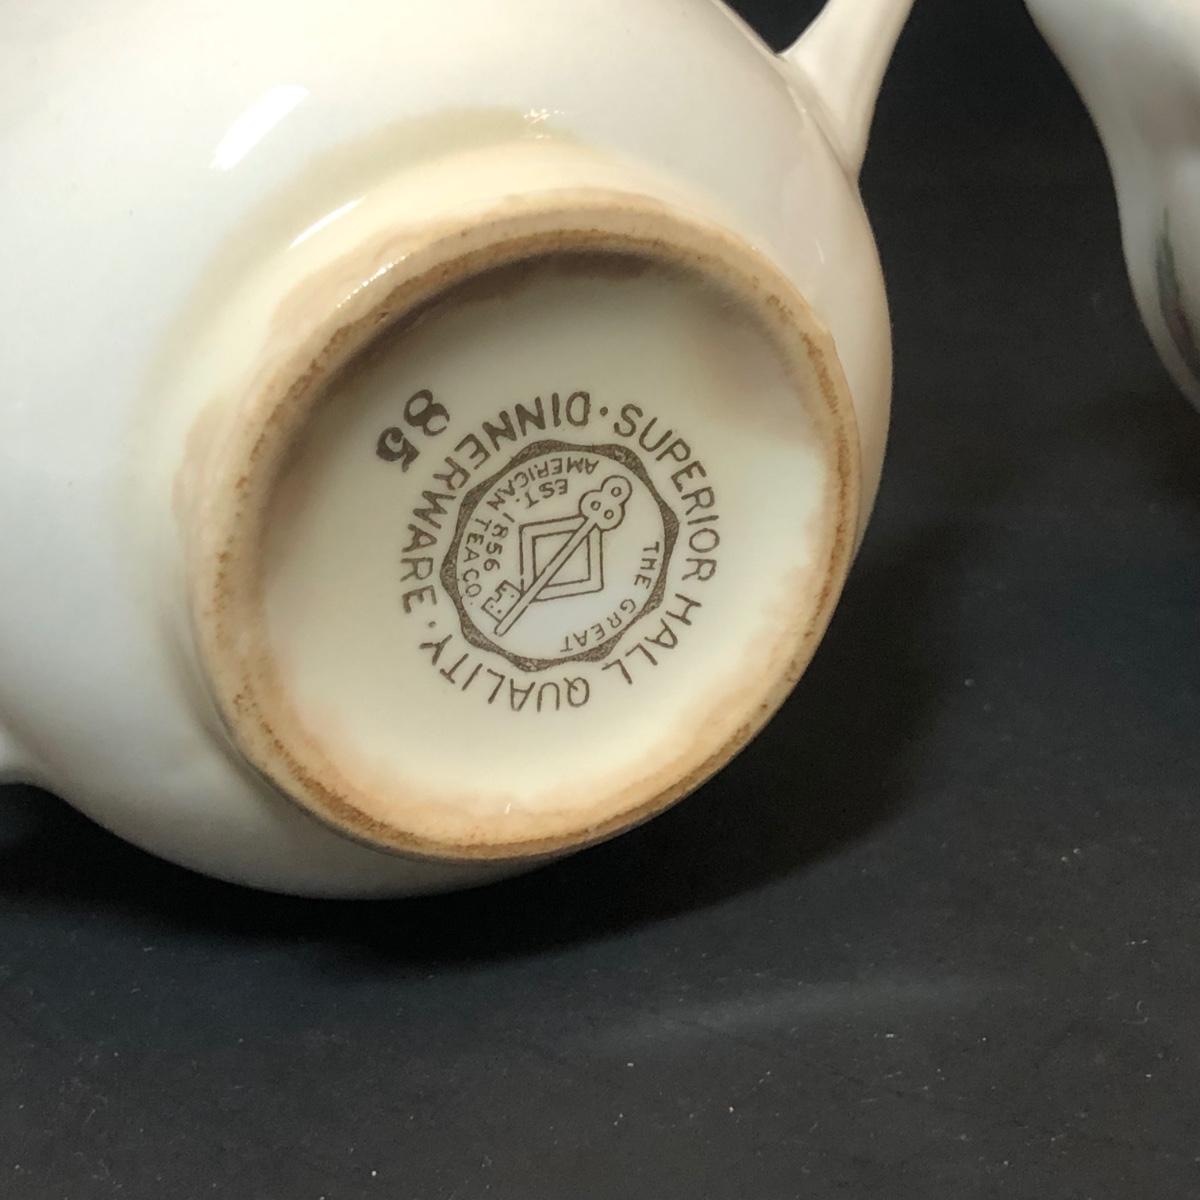 SUPERIOR HALL QUALITY · DINNERWARE ·
THE GREAT AMERICAN TEA CO.
EST. 1856
85